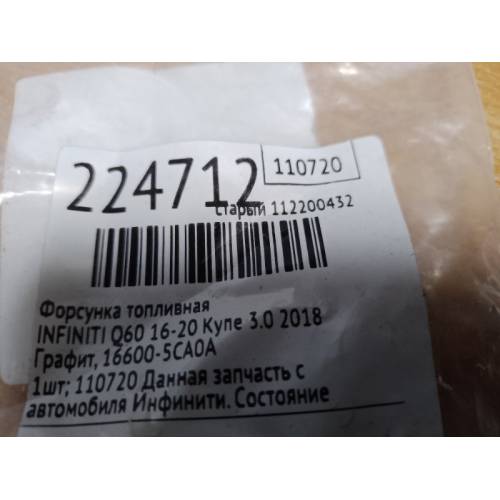 224712 110720
старый 112200432
Форсунка топливная
INFINITI Q60 16-20 Купе 3.0 2018
Графит, 16600-5CA0A
1шт; 110720 Данная запчасть с
автомобиля Инфинити. Состояние